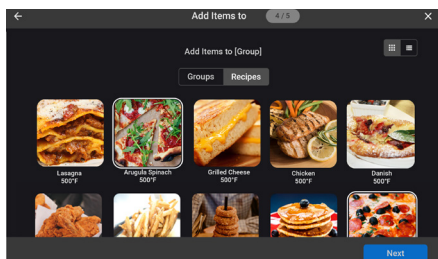 Add Items to 4 / 5
Add Items to [Group]
Groups Recipes
Lasagna
500°F
Arugula Spinach
500°F
Grilled Cheese
500°F
Chicken
500°F
Danish
500°F
Next